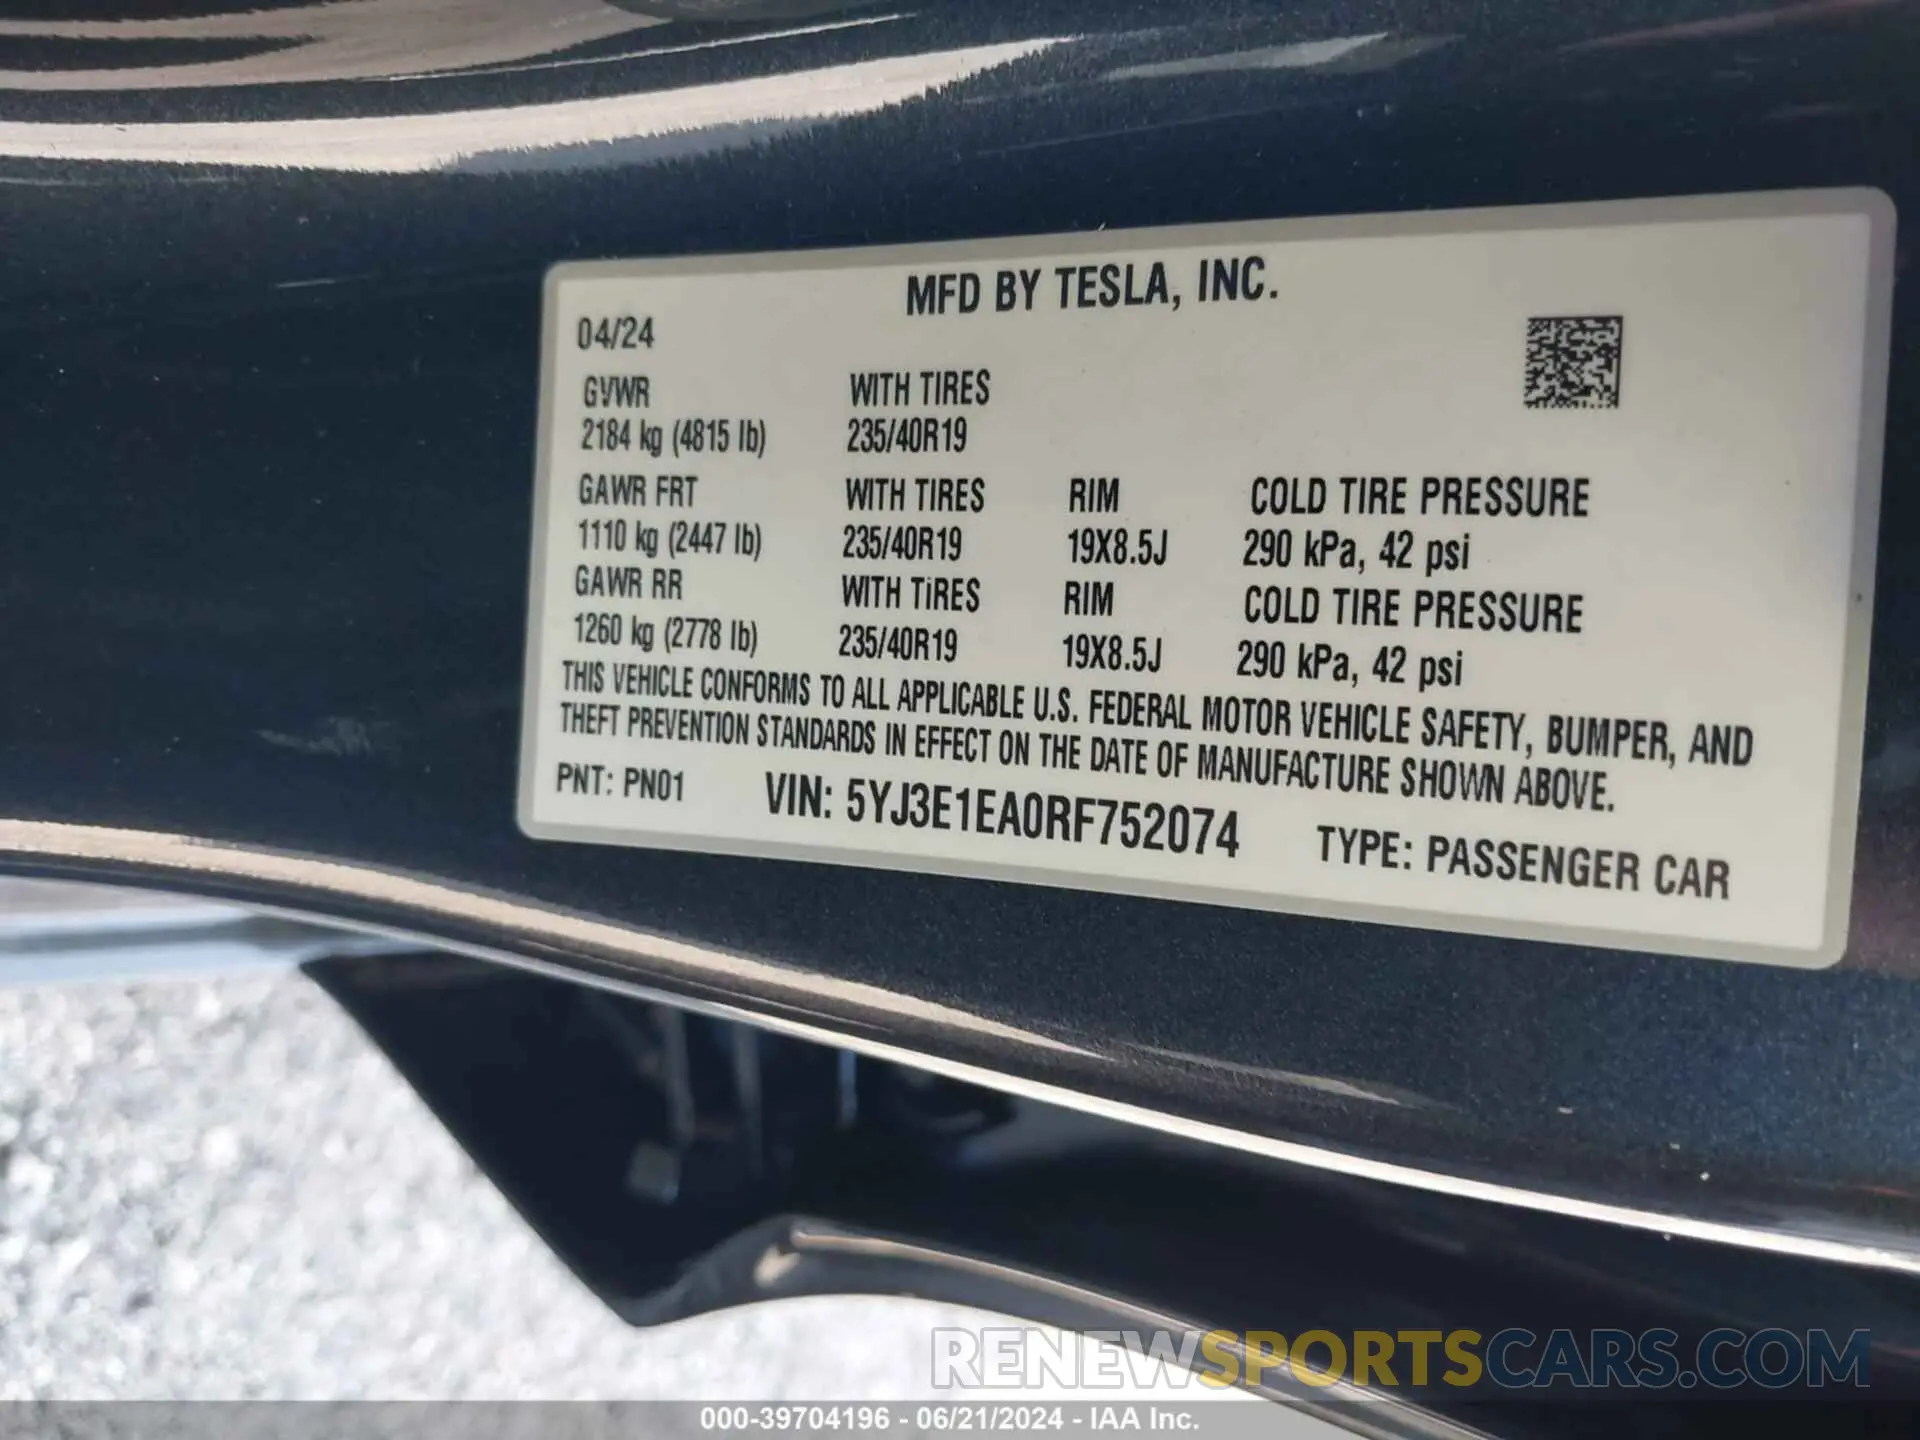 MFD BY TESLA, INC.
04/24
GVWR WITH TIRES
2184 kg (4815 lb) 235/40R19
GAWR FRT WITH TIRES RIM COLD TIRE PRESSURE
1110 kg (2447 lb) 235/40R19 19X8.5J 290 kPa, 42 psi
GAWR RR WITH TIRES RIM COLD TIRE PRESSURE
1260 kg (2778 lb) 235/40R19 19X8.5J 290 kPa, 42 psi
THIS VEHICLE CONFORMS TO ALL APPLICABLE U.S. FEDERAL MOTOR VEHICLE SAFETY, BUMPER, AND
THEFT PREVENTION STANDARDS IN EFFECT ON THE DATE OF MANUFACTURE SHOWN ABOVE.
PNT: PN01 VIN: 5YJ3E1EA0RF752074 TYPE: PASSENGER CAR
RENEWSPORTSCARS.COM
000-39704196 - 06/21/2024 - IAA Inc.